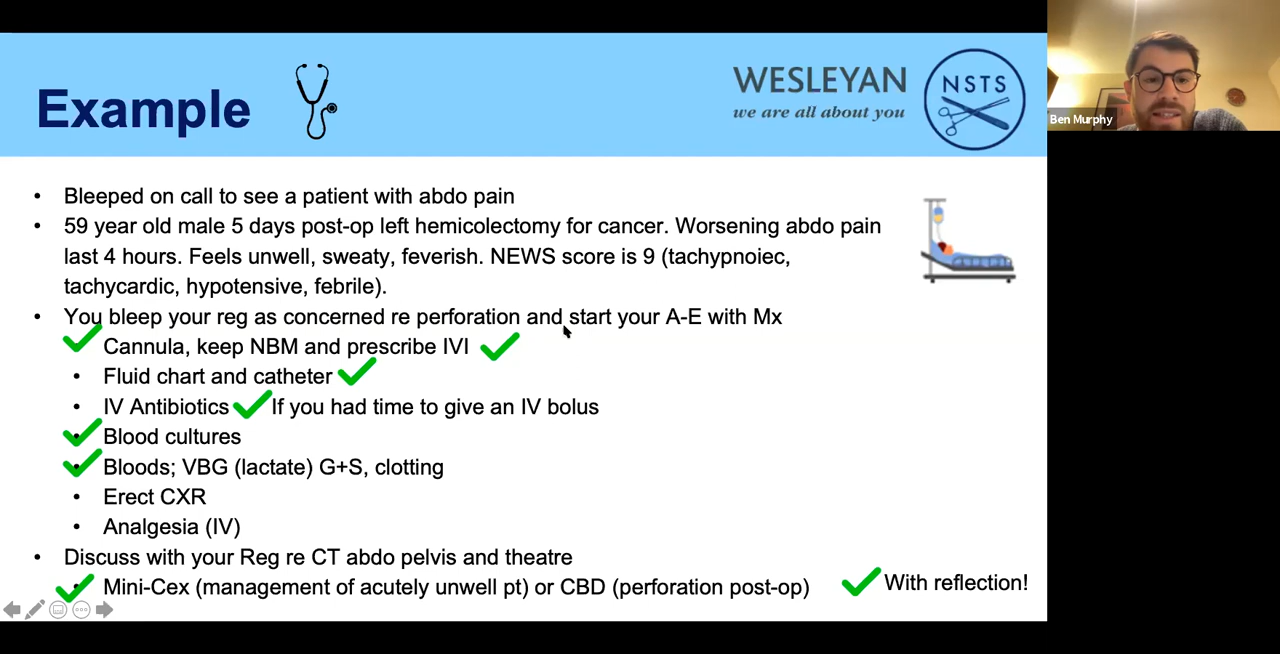 Example
WESLEYAN
we are all about you
NSTS
Ben Murphy
• Bleeped on call to see a patient with abdo pain
• 59 year old male 5 days post-op left hemicolectomy for cancer. Worsening abdo pain
last 4 hours. Feels unwell, sweaty, feverish. NEWS score is 9 (tachypnoiec,
tachycardic, hypotensive, febrile).
• You bleep your reg as concerned re perforation and start your A-E with Mx
Cannula, keep NBM and prescribe IVI
• Fluid chart and catheter
• IV Antibiotics If you had time to give an IV bolus
• Blood cultures
• Bloods; VBG (lactate) G+S, clotting
• Erect CXR
• Analgesia (IV)
• Discuss with your Reg re CT abdo pelvis and theatre
• Mini-Cex (management of acutely unwell pt) or CBD (perforation post-op) With reflection!